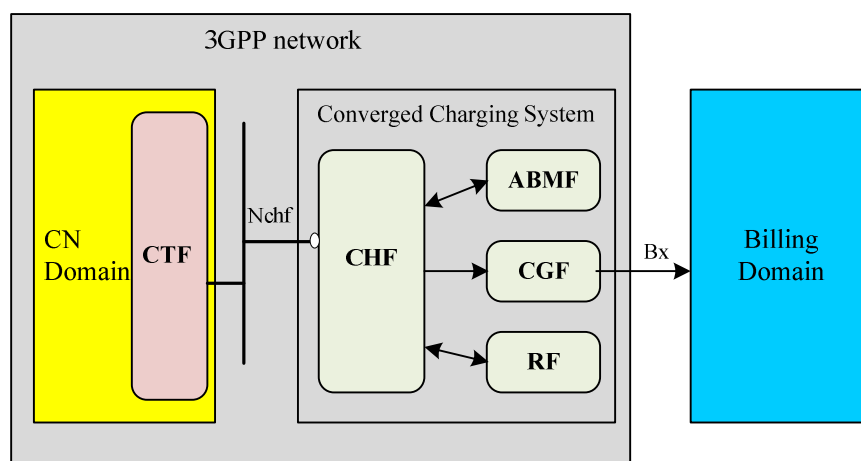 3GPP network
Converged Charging System
CN
Domain
CTF
Nchf
CHF
ABMF
CGF
RF
Bx
Billing
Domain